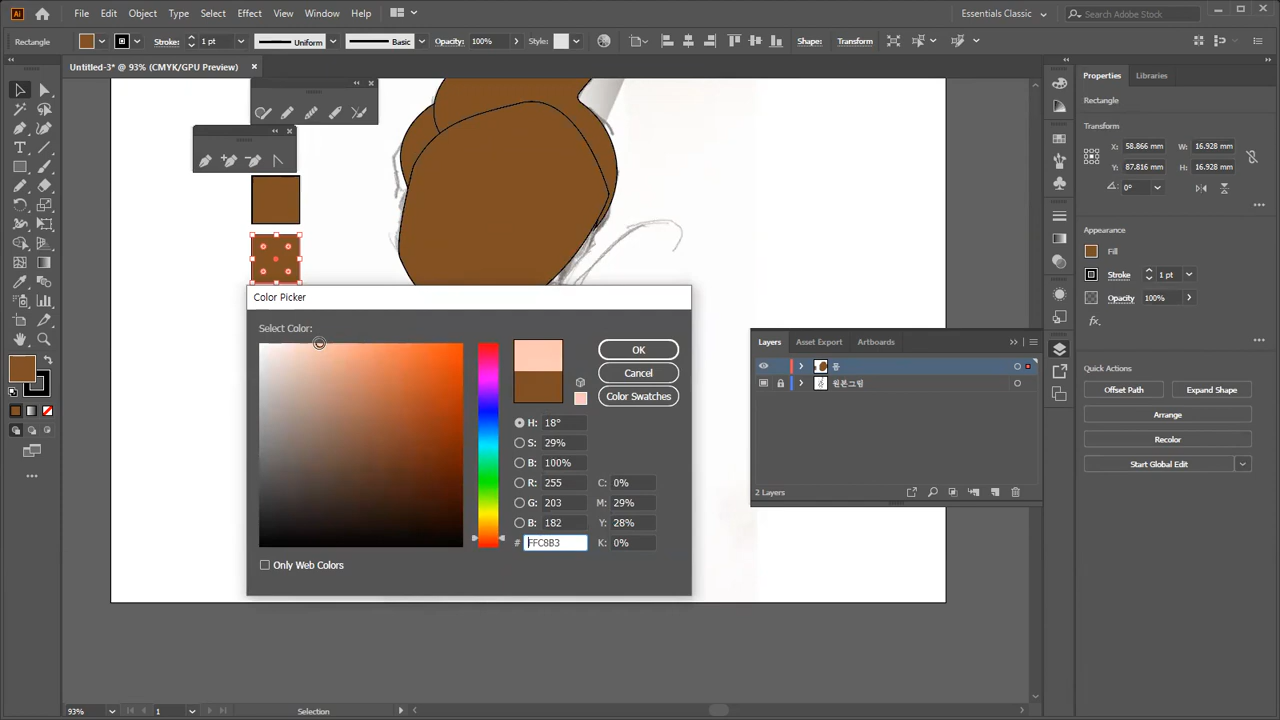 Ai File Edit Object Type Select Effect View Window Help Essentials Classic Search Adobe Stock
Rectangle Stroke: 1 pt Uniform Basic Opacity: 100% Style: Shape: Transform
Untitled-3* @ 93% (CMYK/GPU Preview)
Properties Libraries
Rectangle
Transform
X: 58.866 mm W: 16.928 mm
Y: 87.816 mm H: 16.928 mm
0°
Appearance
Fill
Stroke 1 pt
Opacity 100%
fx.
Quick Actions
Offset Path Expand Shape
Arrange
Recolor
Start Global Edit
Color Picker
Select Color:
OK
Cancel
Color Swatches
H: 18°
S: 29%
B: 100%
R: 255 C: 0%
G: 203 M: 29%
B: 182 Y: 28%
# FFC8B3 K: 0%
Only Web Colors
Layers Asset Export Artboards
원본그림
2 Layers
93% 1 Selection